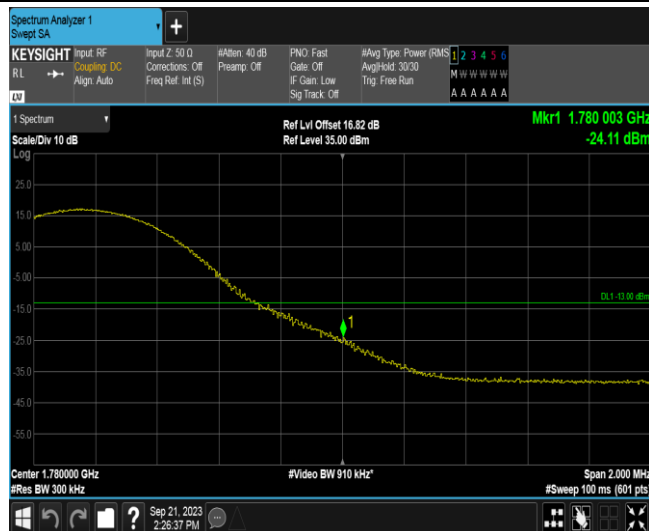 Spectrum Analyzer 1
Swept SA
+
KEYSIGHT
RL
LXI
Input: RF
Coupling: DC
Align: Auto
Input Z: 50 Ω
Corrections: Off
Freq Ref: Int (S)
#Atten: 40 dB
Preamp: Off
PNO: Fast
Gate: Off
IF Gain: Low
Sig Track: Off
#Avg Type: Power (RMS
Avg|Hold: 30/30
Trig: Free Run
1 2 3 4 5 6
M W W W W W
A A A A A A
1 Spectrum
Scale/Div 10 dB
Ref Lvl Offset 16.82 dB
Ref Level 35.00 dBm
Mkr1 1.780 003 GHz
-24.11 dBm
Log
25.0
15.0
5.00
-5.00
-15.0
-25.0
-35.0
-45.0
-55.0
DL1 -13.00 dBm
1
Center 1.780000 GHz
#Res BW 300 kHz
#Video BW 910 kHz*
Span 2.000 MHz
#Sweep 100 ms (601 pts)
?
Sep 21, 2023
2:26:37 PM